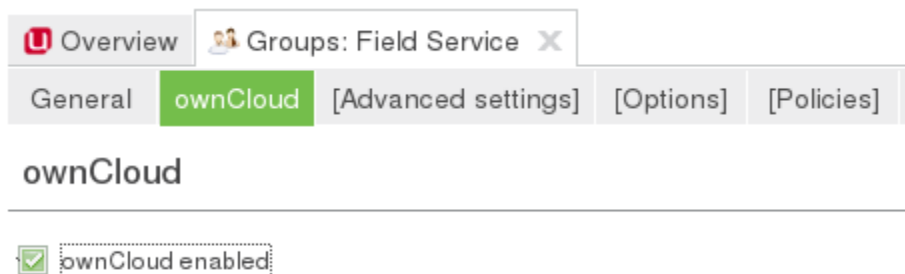 Overview Groups: Field Service
General ownCloud [Advanced settings] [Options] [Policies]
ownCloud
ownCloud enabled